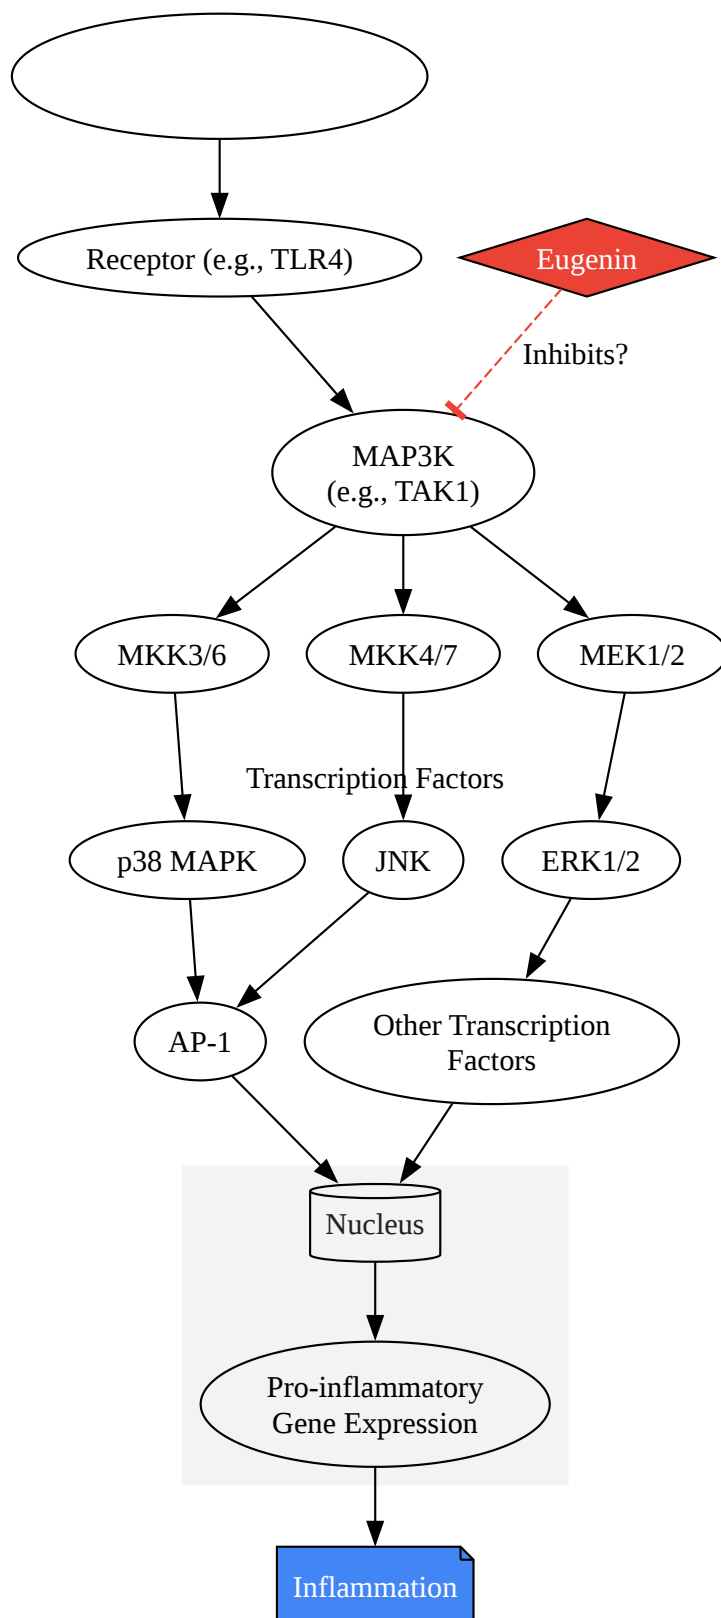 Receptor (e.g., TLR4)
Eugenin
Inhibits?
MAP3K
(e.g., TAK1)
MKK3/6
MKK4/7
MEK1/2
Transcription Factors
p38 MAPK
JNK
ERK1/2
AP-1
Other Transcription
Factors
Nucleus
Pro-inflammatory
Gene Expression
Inflammation